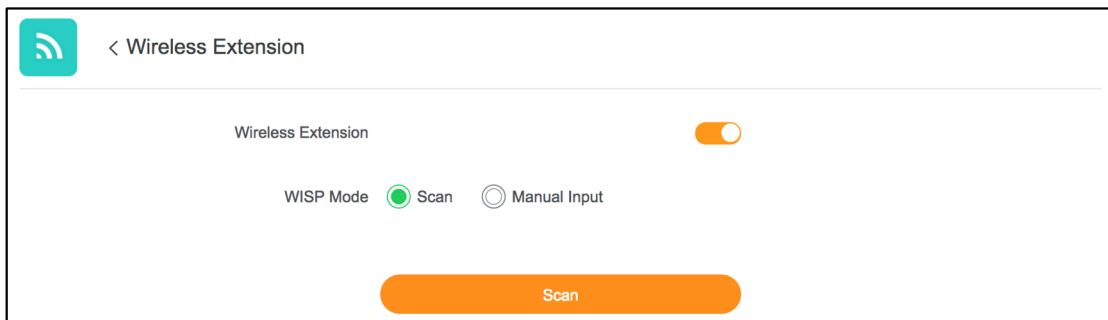 < Wireless Extension
Wireless Extension
WISP Mode Scan Manual Input
Scan